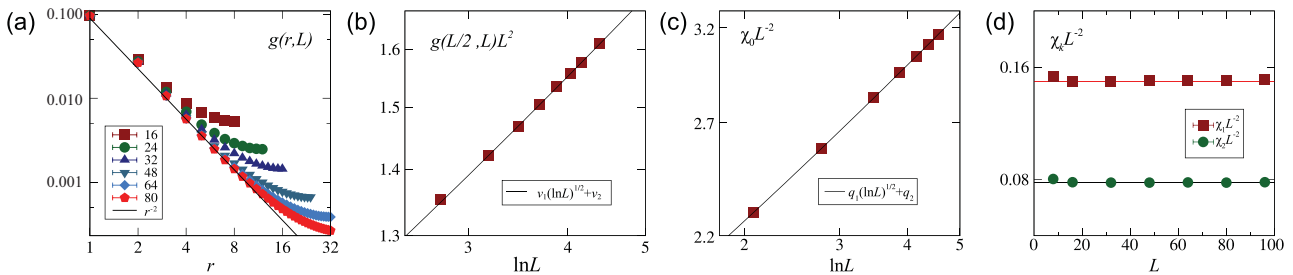 (a)
g(r,L)
0.100
0.010
0.001
16
24
32
48
64
80
r⁻²
1 2 4 8 16 32
r
(b)
g(L/2 ,L)L²
1.6
1.5
1.4
1.3
v₁(lnL)¹/²+v₂
3 4 5
lnL
(c)
χ₀L⁻²
3.2
2.7
2.2
q₁(lnL)¹/²+q₂
2 3 4 5
lnL
(d)
χₖL⁻²
0.16
0.08
χ₁L⁻²
χ₂L⁻²
0 20 40 60 80 100
L